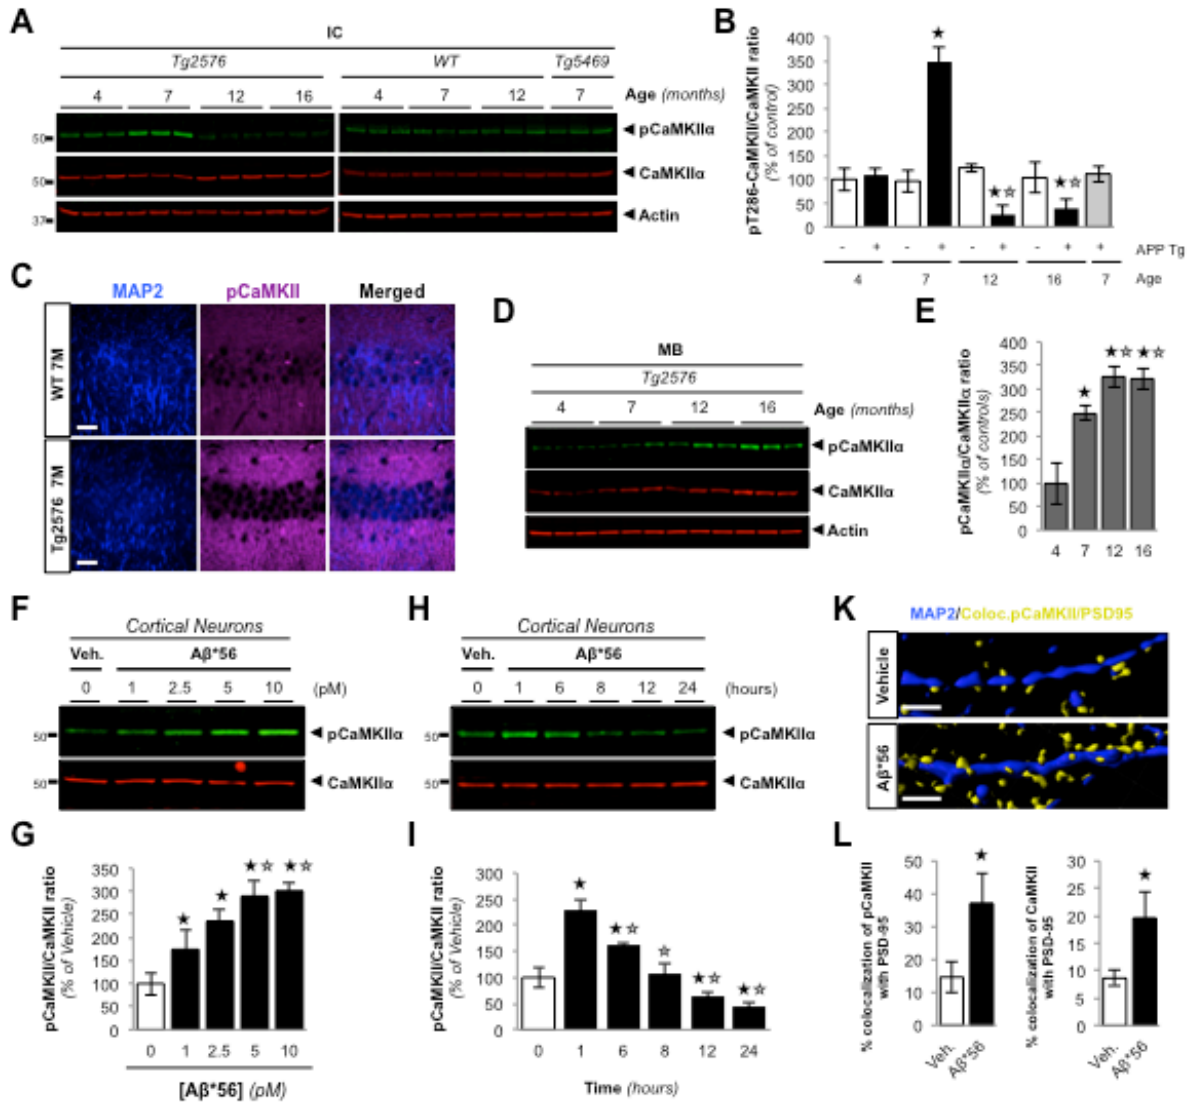 A
IC
Tg2576 WT Tg5469
4 7 12 16 4 7 12 7 Age (months)
50 pCaMKIIα
50 CaMKIIα
37 Actin
B
pT286-CaMKII/CaMKII ratio
(% of control)
400
350
300
250
200
150
100
50
0
- + - + - + - + + APP Tg
4 7 12 16 7 Age
C
MAP2 pCaMKII Merged
WT 7M
Tg2576 7M
D
MB
Tg2576
4 7 12 16 Age (months)
pCaMKIIα
CaMKIIα
Actin
E
pCaMKIIα/CaMKIIα ratio
(% of controls)
400
350
300
250
200
150
100
50
0
4 7 12 16
F
Cortical Neurons
Veh. Aβ*56
0 1 2.5 5 10 (pM)
50 pCaMKIIα
50 CaMKIIα
G
pCaMKII/CaMKII ratio
(% of Vehicle)
350
300
250
200
150
100
50
0
0 1 2.5 5 10
[Aβ*56] (pM)
H
Cortical Neurons
Veh. Aβ*56
0 1 6 8 12 24 (hours)
50 pCaMKIIα
50 CaMKIIα
I
pCaMKII/CaMKII ratio
(% of Vehicle)
300
250
200
150
100
50
0
0 1 6 8 12 24
Time (hours)
K
MAP2/Coloc.pCaMKII/PSD95
Vehicle
Aβ*56
L
% colocalization of pCaMKII
with PSD-95
50
40
30
20
10
0
Veh. Aβ*56
% colocalization of CaMKII
with PSD-95
30
25
20
15
10
5
0
Veh. Aβ*56